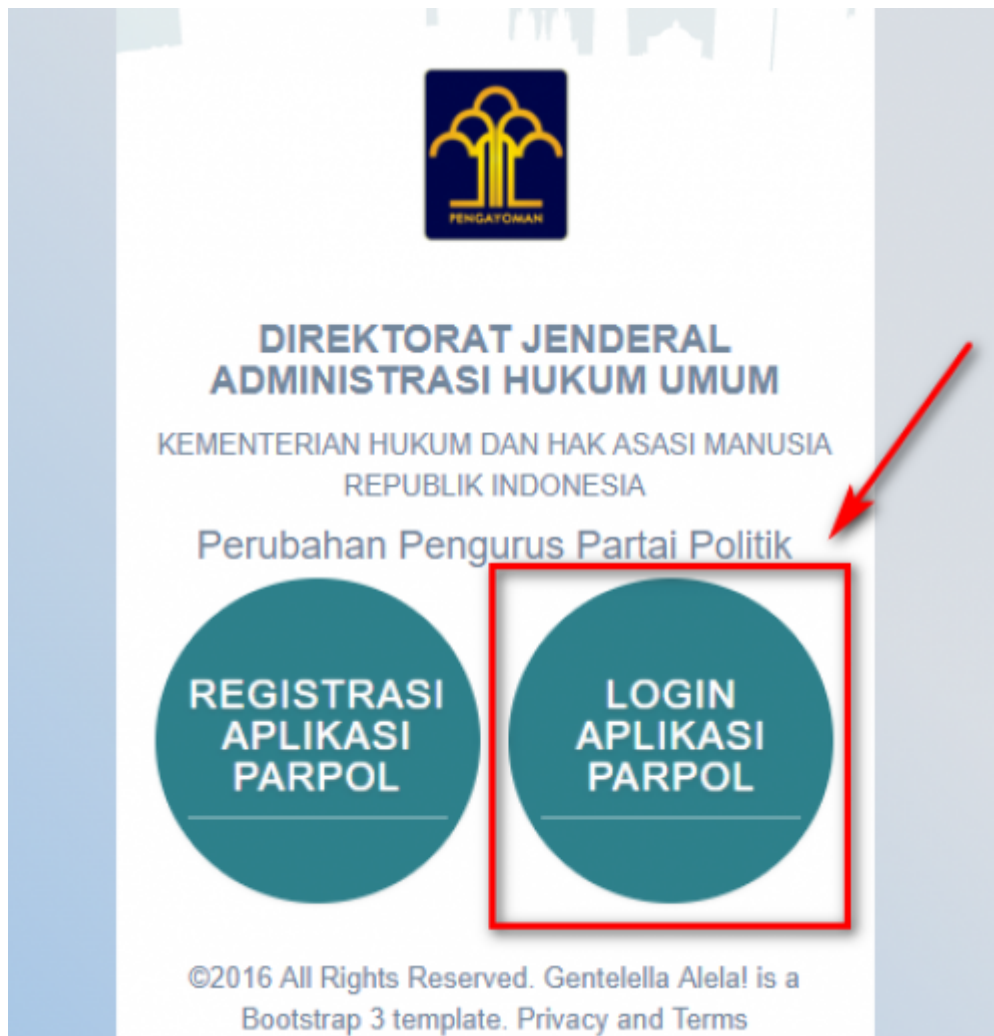 PENGAYOMAN
DIREKTORAT JENDERAL
ADMINISTRASI HUKUM UMUM
KEMENTERIAN HUKUM DAN HAK ASASI MANUSIA
REPUBLIK INDONESIA
Perubahan Pengurus Partai Politik
REGISTRASI
APLIKASI
PARPOL
LOGIN
APLIKASI
PARPOL
©2016 All Rights Reserved. Gentelella Alela! is a
Bootstrap 3 template. Privacy and Terms